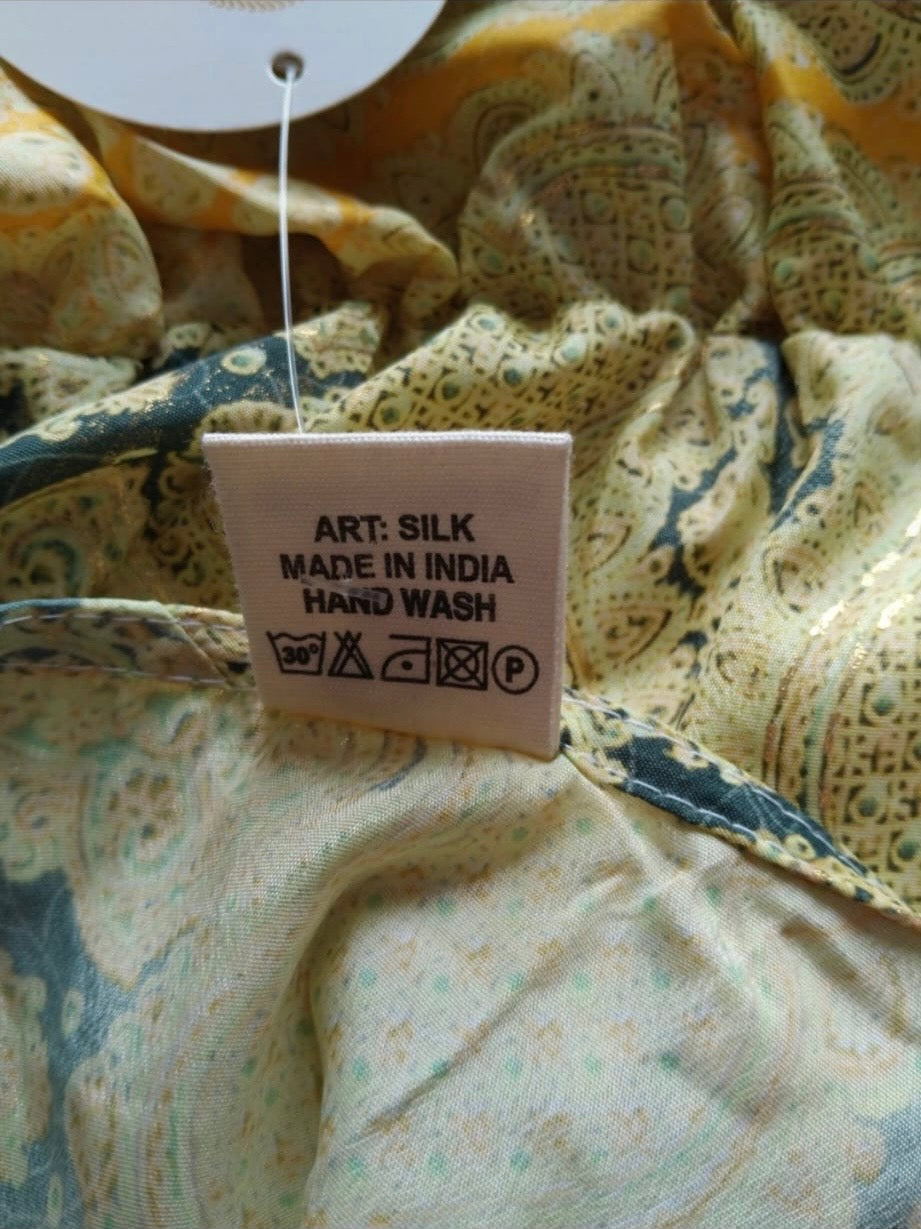 ART: SILK
MADE IN INDIA
HAND WASH
30° P